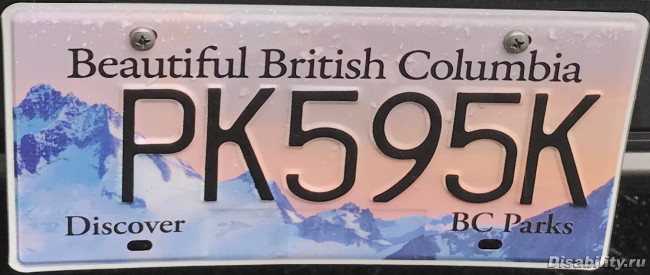 Beautiful British Columbia
PK595K
Discover BC Parks
Disability.ru